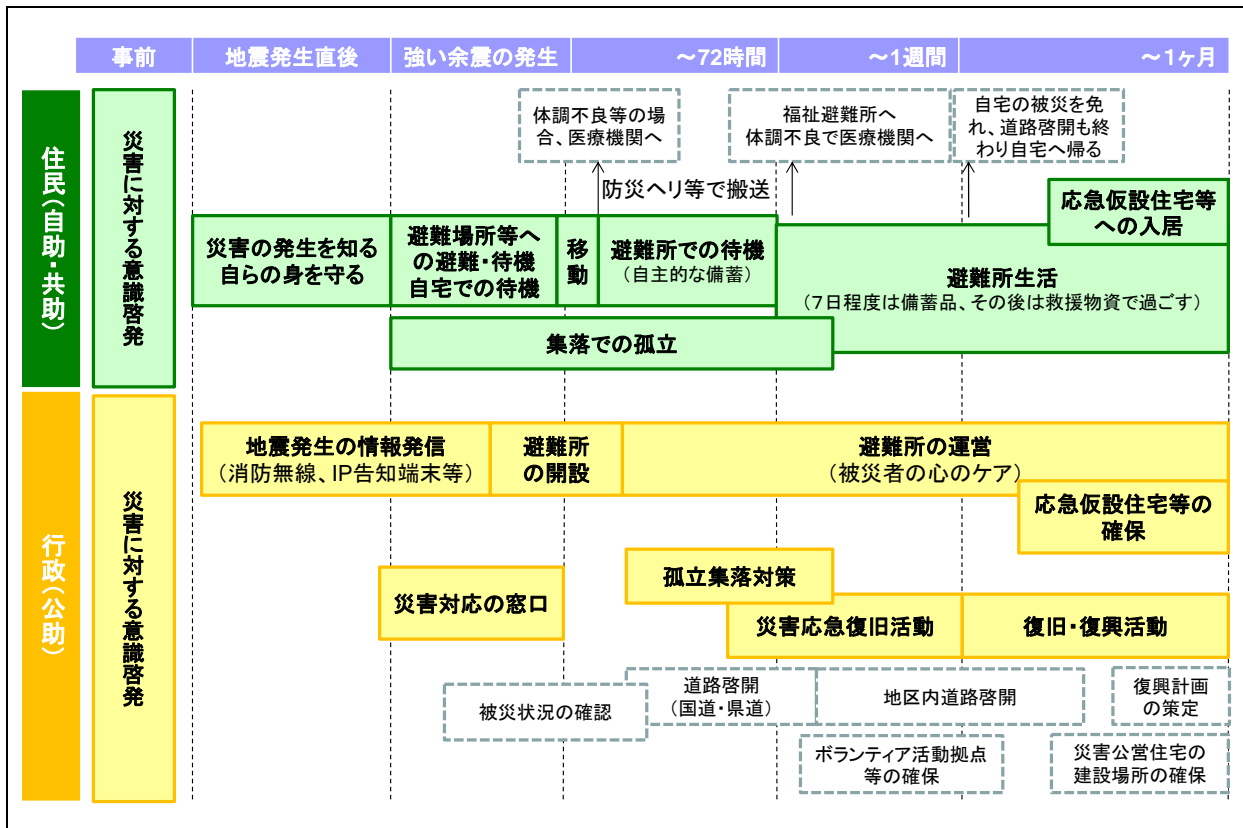 事前
地震発生直後
強い余震の発生
～72時間
～1週間
～1ヶ月
住民（自助・共助）
災害に対する意識啓発
体調不良等の場
合、医療機関へ
福祉避難所へ
体調不良で医療機関へ
自宅の被災を免
れ、道路啓開も終
わり自宅へ帰る
防災ヘリ等で搬送
災害の発生を知る
自らの身を守る
避難場所等へ
の避難・待機
自宅での待機
移動
避難所での待機
（自主的な備蓄）
応急仮設住宅等
への入居
避難所生活
（7日程度は備蓄品、その後は救援物資で過ごす）
集落での孤立
行政（公助）
災害に対する意識啓発
地震発生の情報発信
（消防無線、IP告知端末等）
避難所
の開設
避難所の運営
（被災者の心のケア）
応急仮設住宅等の
確保
災害対応の窓口
孤立集落対策
災害応急復旧活動
復旧・復興活動
被災状況の確認
道路啓開
（国道・県道）
地区内道路啓開
復興計画
の策定
ボランティア活動拠点
等の確保
災害公営住宅の
建設場所の確保